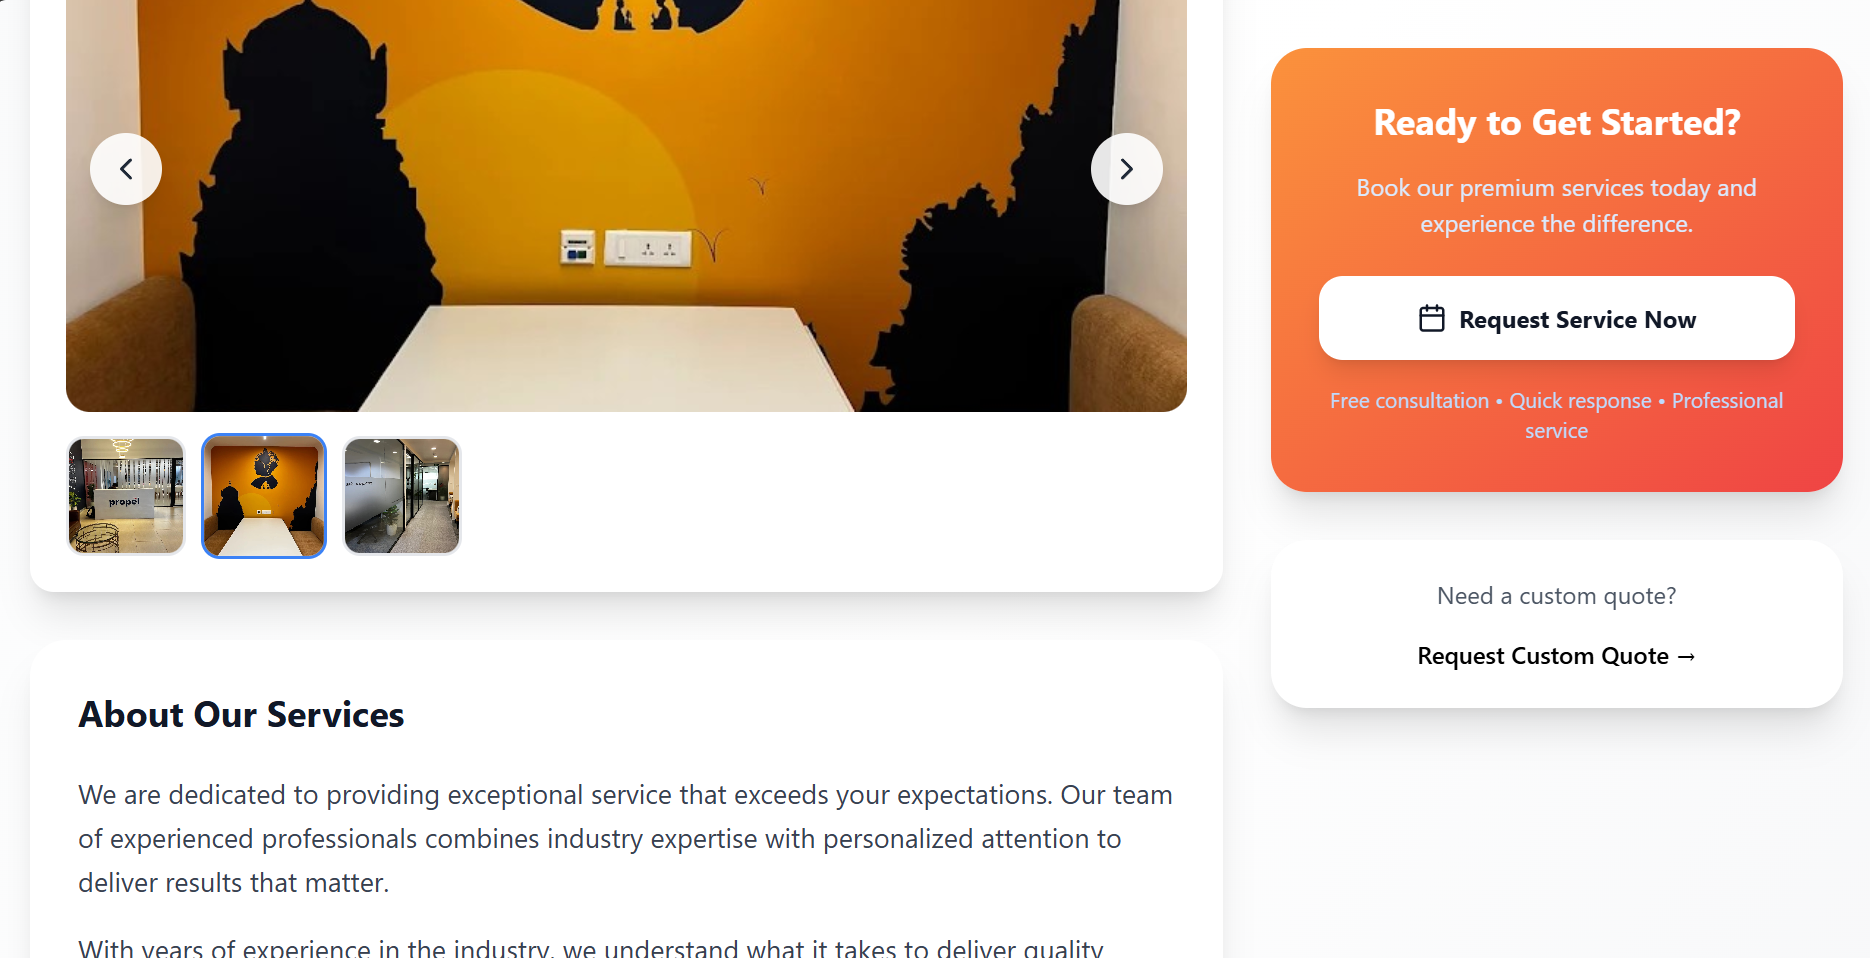 propel
About Our Services
We are dedicated to providing exceptional service that exceeds your expectations. Our team
of experienced professionals combines industry expertise with personalized attention to
deliver results that matter.
With years of experience in the industry, we understand what it takes to deliver quality
Ready to Get Started?
Book our premium services today and
experience the difference.
Request Service Now
Free consultation • Quick response • Professional
service
Need a custom quote?
Request Custom Quote →